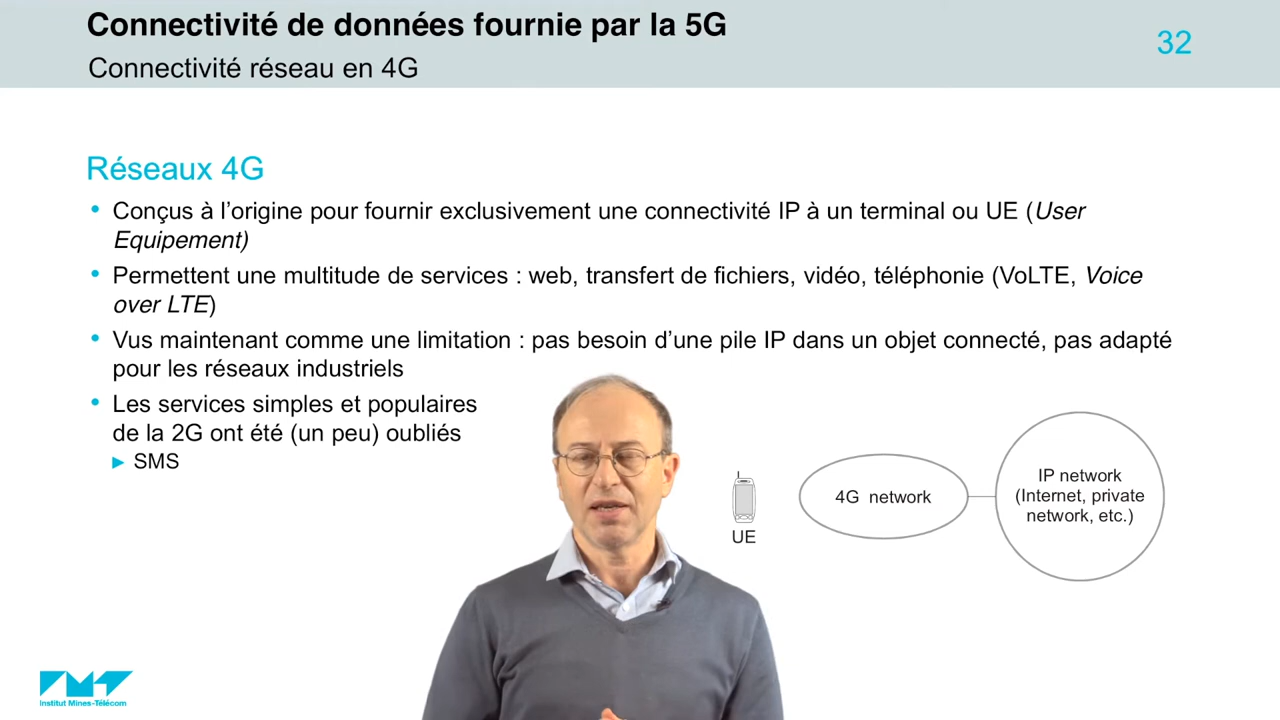 Connectivité de données fournie par la 5G
Connectivité réseau en 4G
32
Réseaux 4G
• Conçus à l'origine pour fournir exclusivement une connectivité IP à un terminal ou UE (User
Equipement)
• Permettent une multitude de services : web, transfert de fichiers, vidéo, téléphonie (VoLTE, Voice
over LTE)
• Vus maintenant comme une limitation : pas besoin d'une pile IP dans un objet connecté, pas adapté
pour les réseaux industriels
• Les services simples et populaires
de la 2G ont été (un peu) oubliés
► SMS
UE
4G network
IP network
(Internet, private
network, etc.)
Institut Mines-Télécom